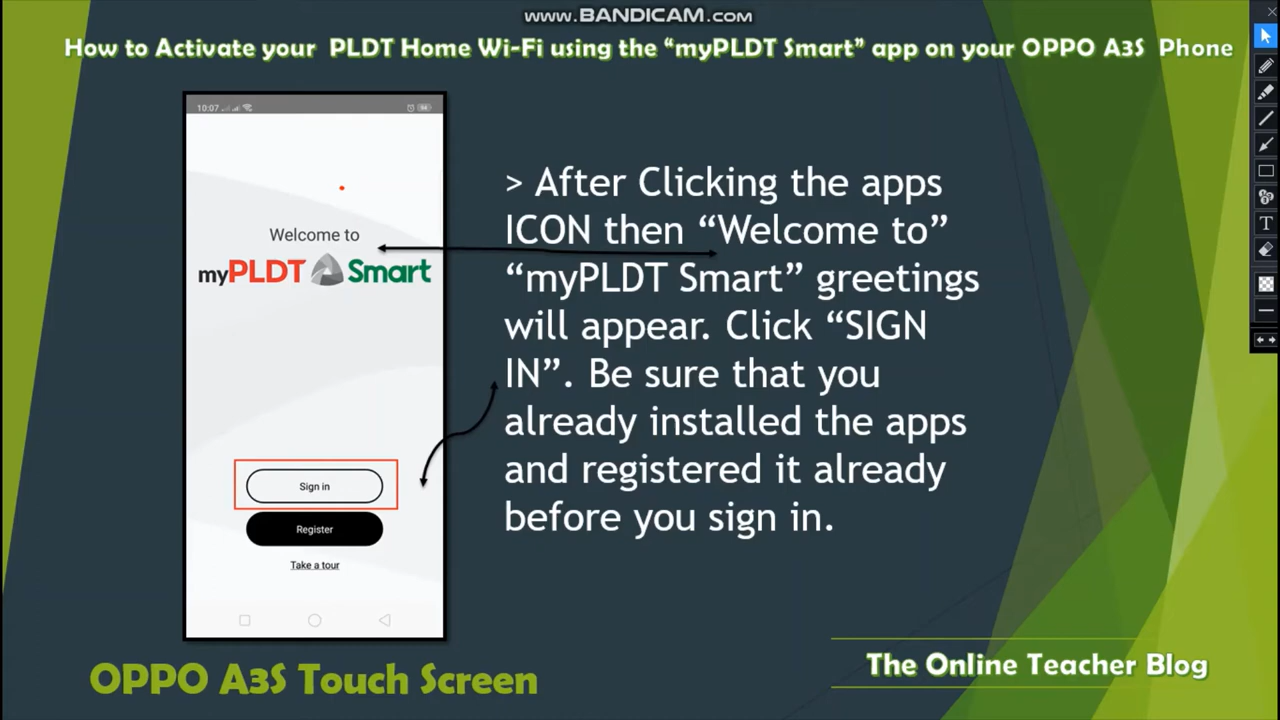 www.BANDICAM.com
How to Activate your PLDT Home Wi-Fi using the “myPLDT Smart” app on your OPPO A3S Phone
10:07
94
Welcome to
myPLDT Smart
Sign in
Register
Take a tour
> After Clicking the apps
ICON then “Welcome to”
“myPLDT Smart” greetings
will appear. Click “SIGN
IN”. Be sure that you
already installed the apps
and registered it already
before you sign in.
T
OPPO A3S Touch Screen
The Online Teacher Blog